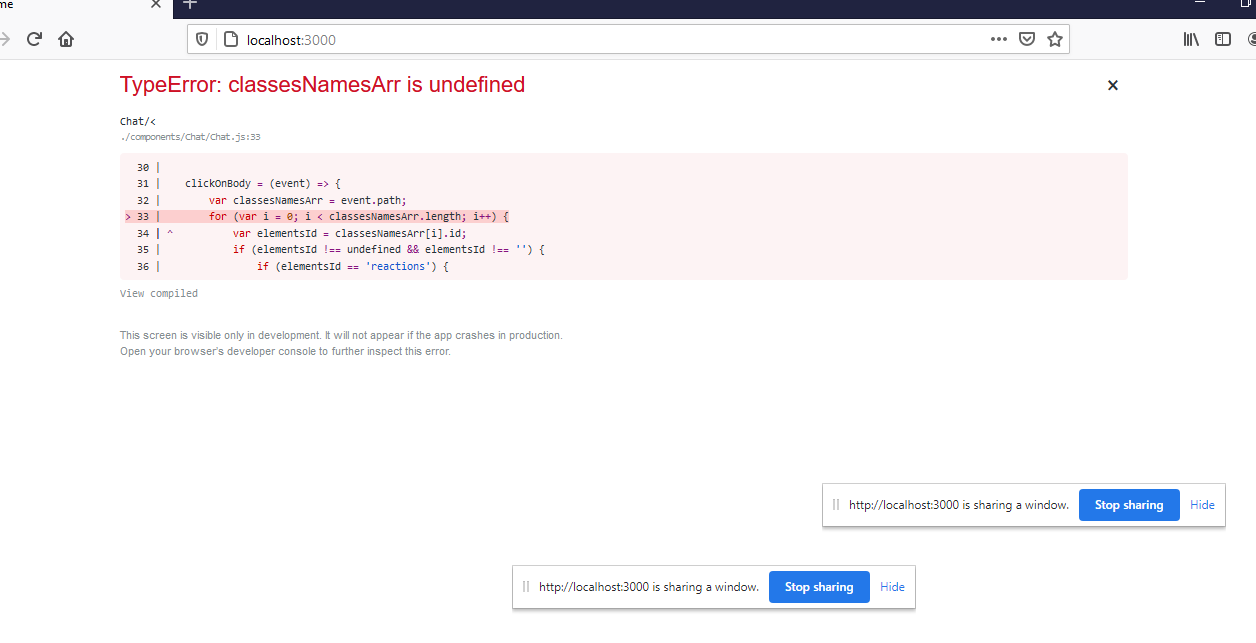 me
localhost:3000
TypeError: classesNamesArr is undefined
Chat/<
./components/Chat/Chat.js:33
30 |
31 |    clickOnBody = (event) => {
32 |        var classesNamesArr = event.path;
> 33 |        for (var i = 0; i < classesNamesArr.length; i++) {
34 | ^          var elementsId = classesNamesArr[i].id;
35 |            if (elementsId !== undefined && elementsId !== '') {
36 |                if (elementsId == 'reactions') {
View compiled
This screen is visible only in development. It will not appear if the app crashes in production.
Open your browser's developer console to further inspect this error.
http://localhost:3000 is sharing a window. Stop sharing Hide
http://localhost:3000 is sharing a window. Stop sharing Hide